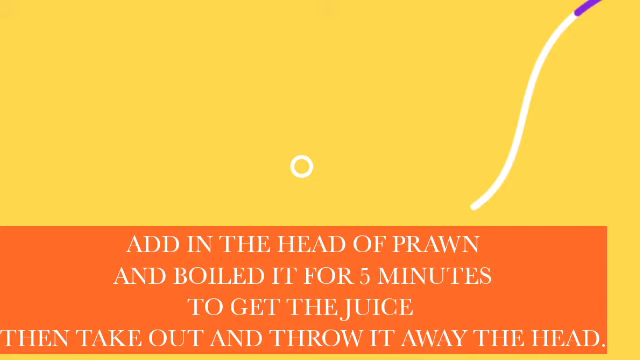 ADD IN THE HEAD OF PRAWN
AND BOILED IT FOR 5 MINUTES
TO GET THE JUICE
THEN TAKE OUT AND THROW IT AWAY THE HEAD.